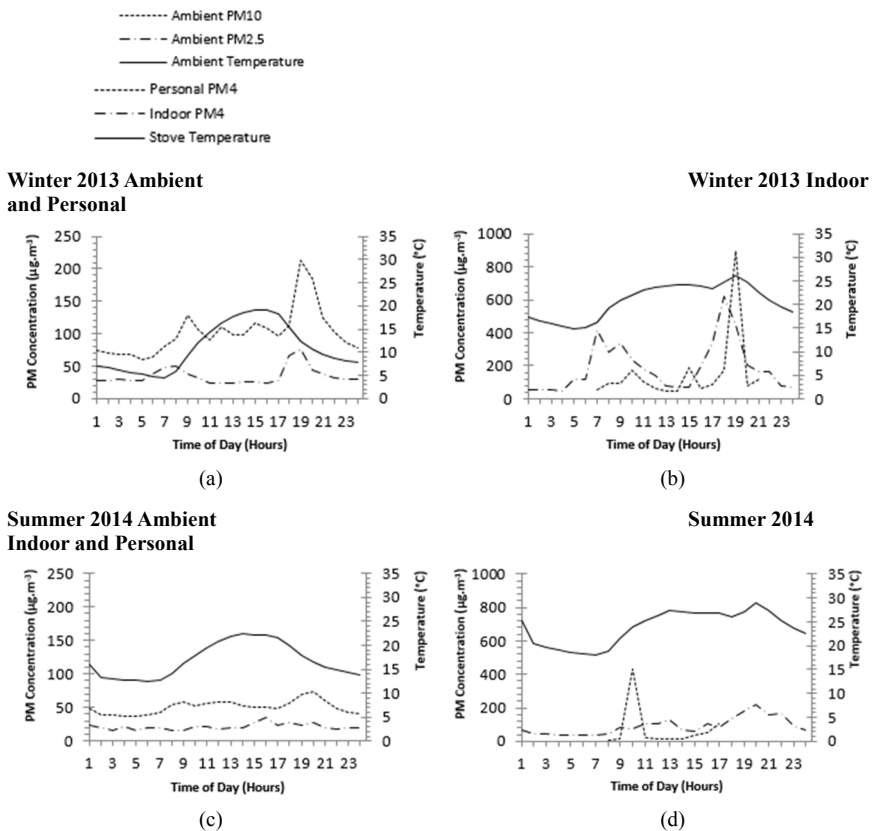 Ambient PM10
Ambient PM2.5
Ambient Temperature
Personal PM4
Indoor PM4
Stove Temperature
Winter 2013 Ambient
and Personal
Winter 2013 Indoor
PM Concentration (µg.m⁻³)
250
200
150
100
50
0
35
30
25
20
15
10
5
0
Temperature (°C)
1 3 5 7 9 11 13 15 17 19 21 23
Time of Day (Hours)
(a)
PM Concentration (µg.m⁻³)
1000
800
600
400
200
0
35
30
25
20
15
10
5
0
Temperature (°C)
1 3 5 7 9 11 13 15 17 19 21 23
Time of Day (Hours)
(b)
Summer 2014 Ambient
Indoor and Personal
Summer 2014
PM Concentration (µg.m⁻³)
250
200
150
100
50
0
35
30
25
20
15
10
5
0
Temperature (°C)
1 3 5 7 9 11 13 15 17 19 21 23
Time of Day (Hours)
(c)
PM Concentration (µg.m⁻³)
1000
800
600
400
200
0
35
30
25
20
15
10
5
0
Temperature (°C)
1 3 5 7 9 11 13 15 17 19 21 23
Time of Day (Hours)
(d)